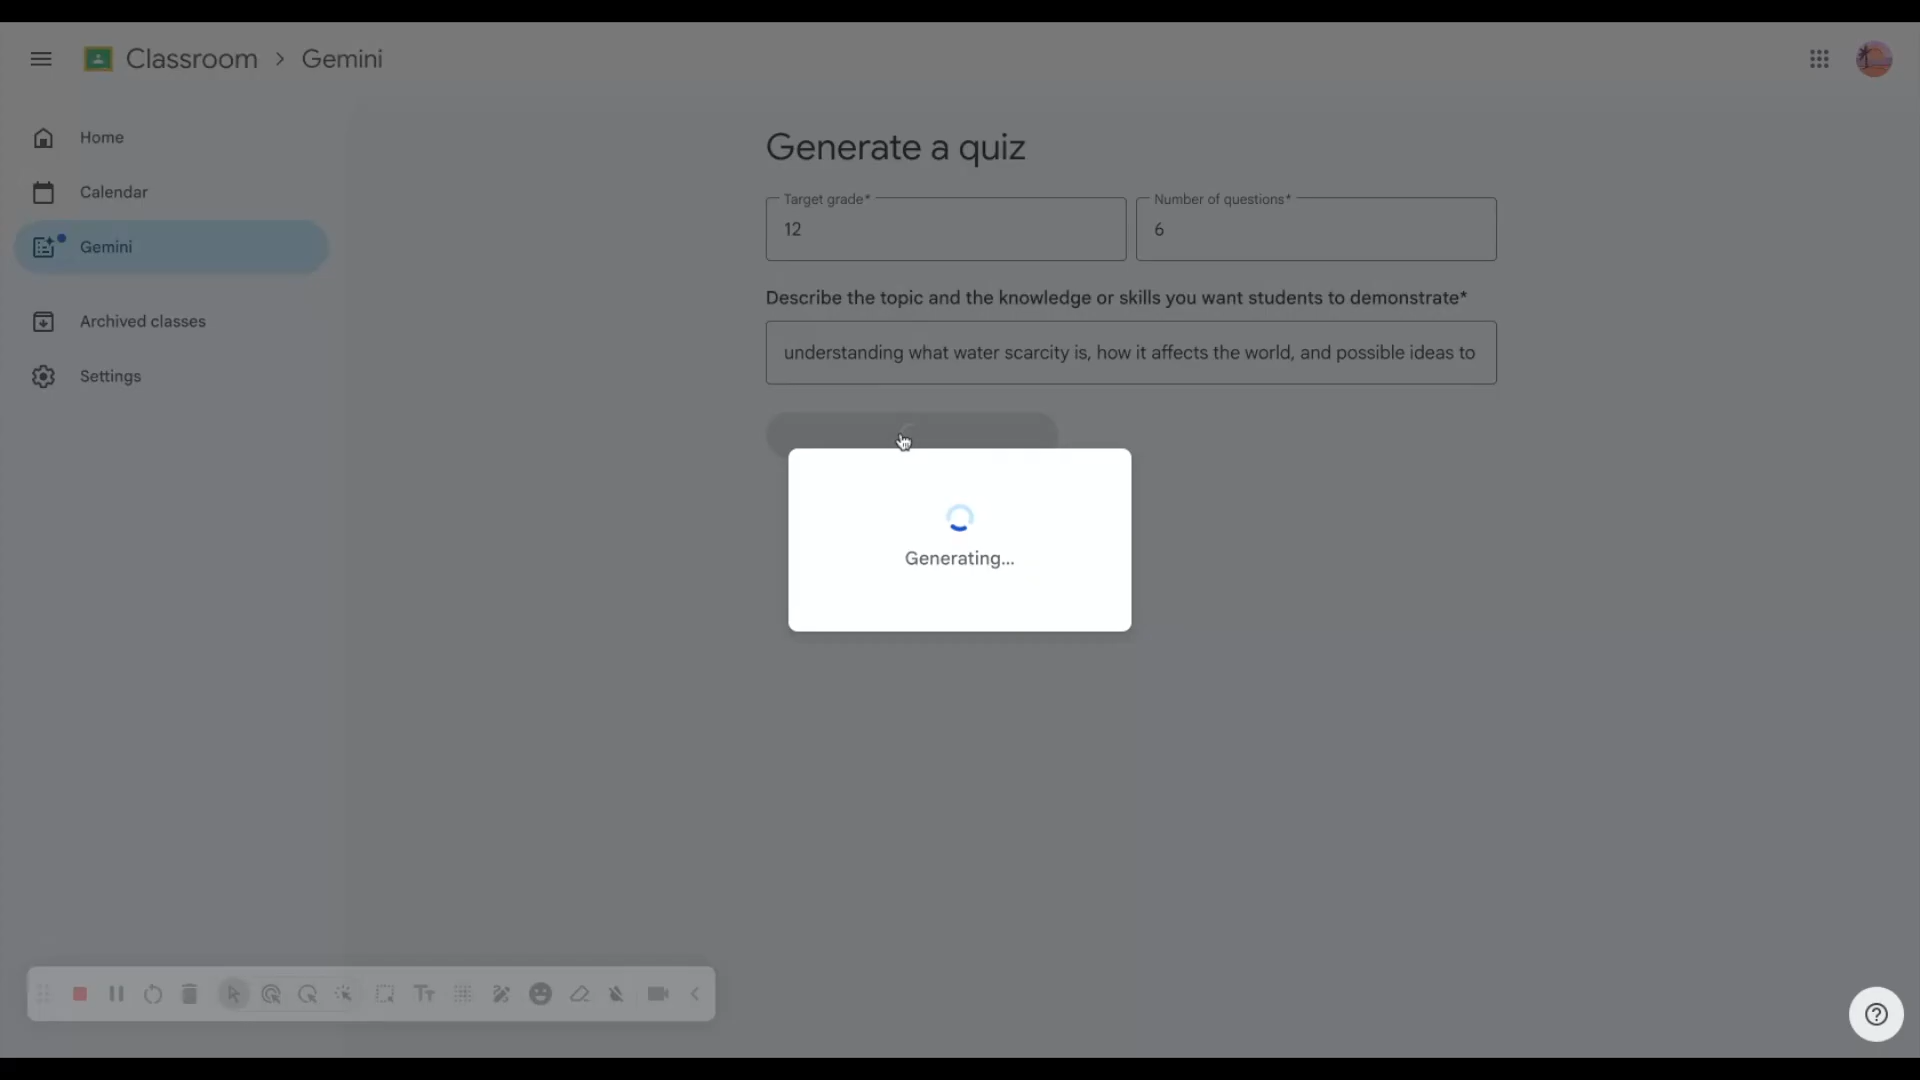 Classroom > Gemini
Home
Calendar
Gemini
Archived classes
Settings
Generate a quiz
Target grade*
12
Number of questions*
6
Describe the topic and the knowledge or skills you want students to demonstrate*
understanding what water scarcity is, how it affects the world, and possible ideas to
Generating...